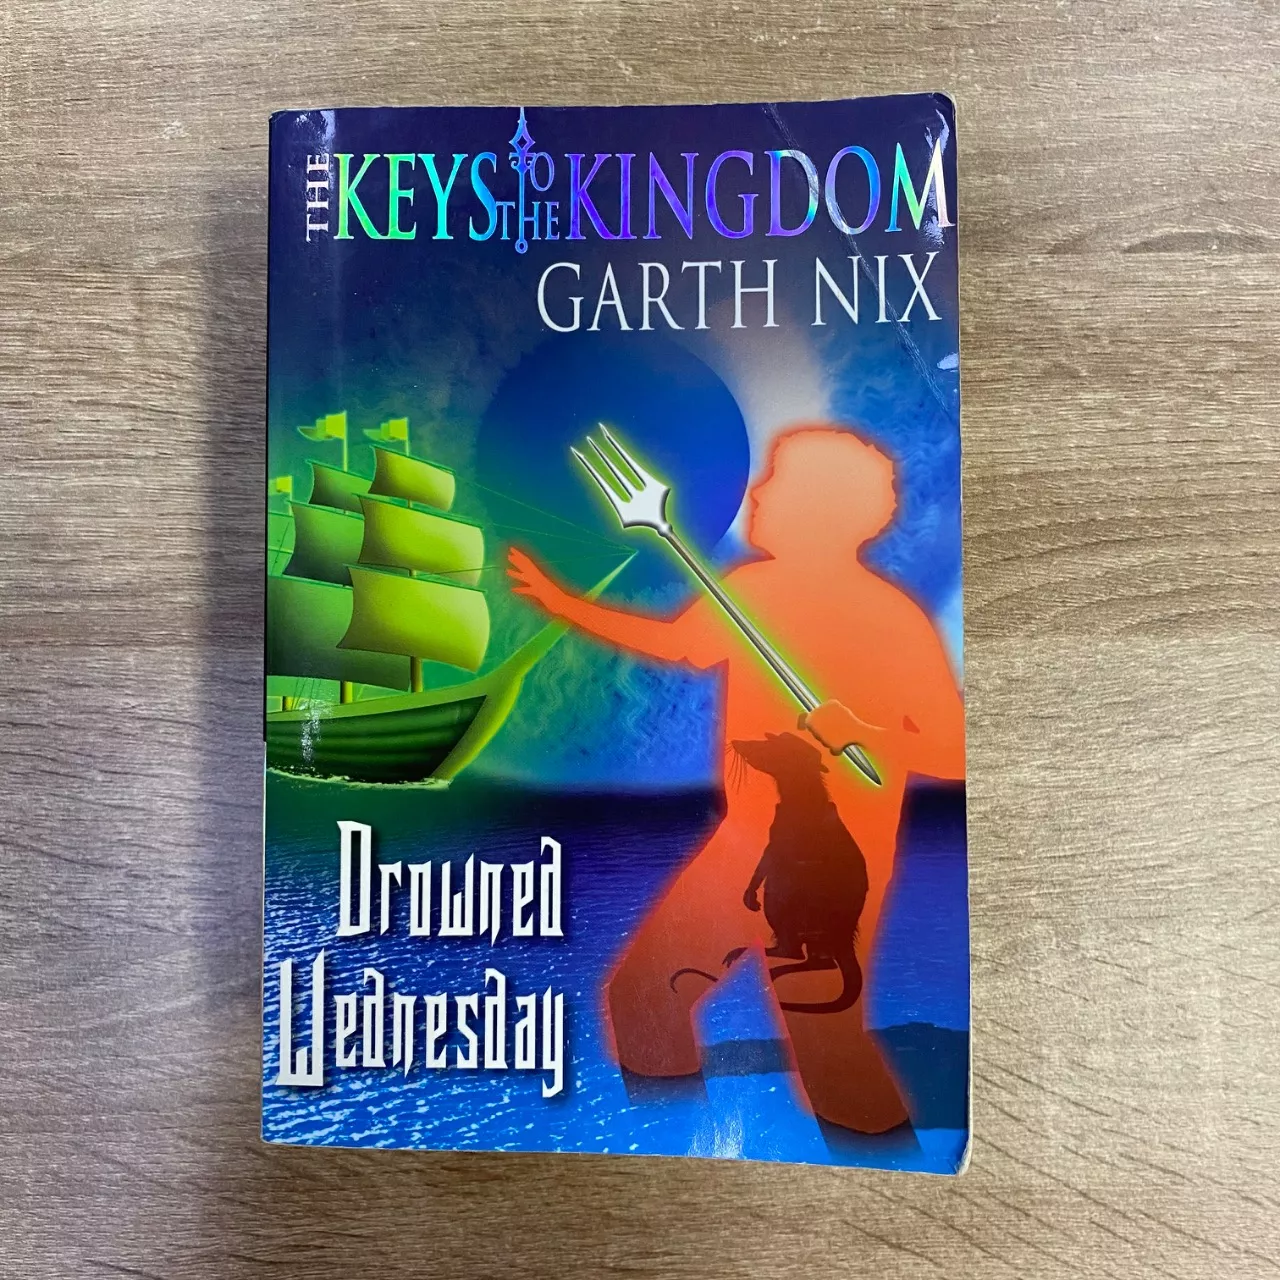 THE KEYS TO THE KINGDOM
GARTH NIX
Drowned
Wednesday